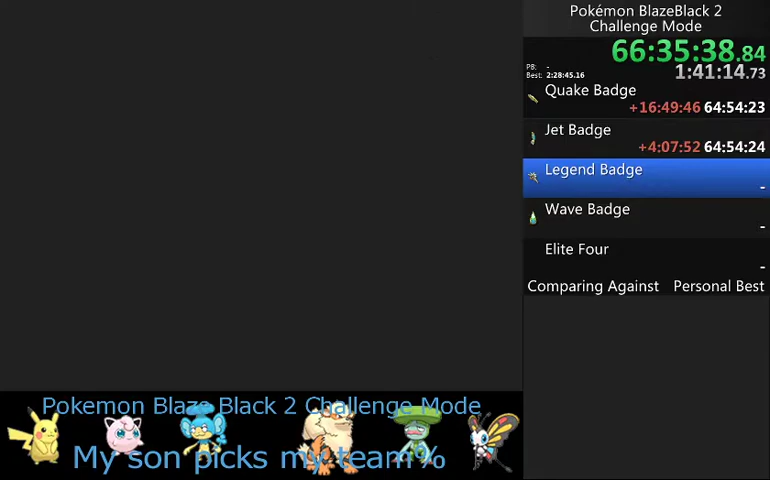 Pokémon BlazeBlack 2
Challenge Mode
66:35:38.84
PB: -
Best: 2:28:45.16
1:41:14.73
Quake Badge
+16:49:46 64:54:23
Jet Badge
+4:07:52 64:54:24
Legend Badge
-
Wave Badge
-
Elite Four
-
Comparing Against Personal Best
Pokemon Blaze Black 2 Challenge Mode
My son picks my team%